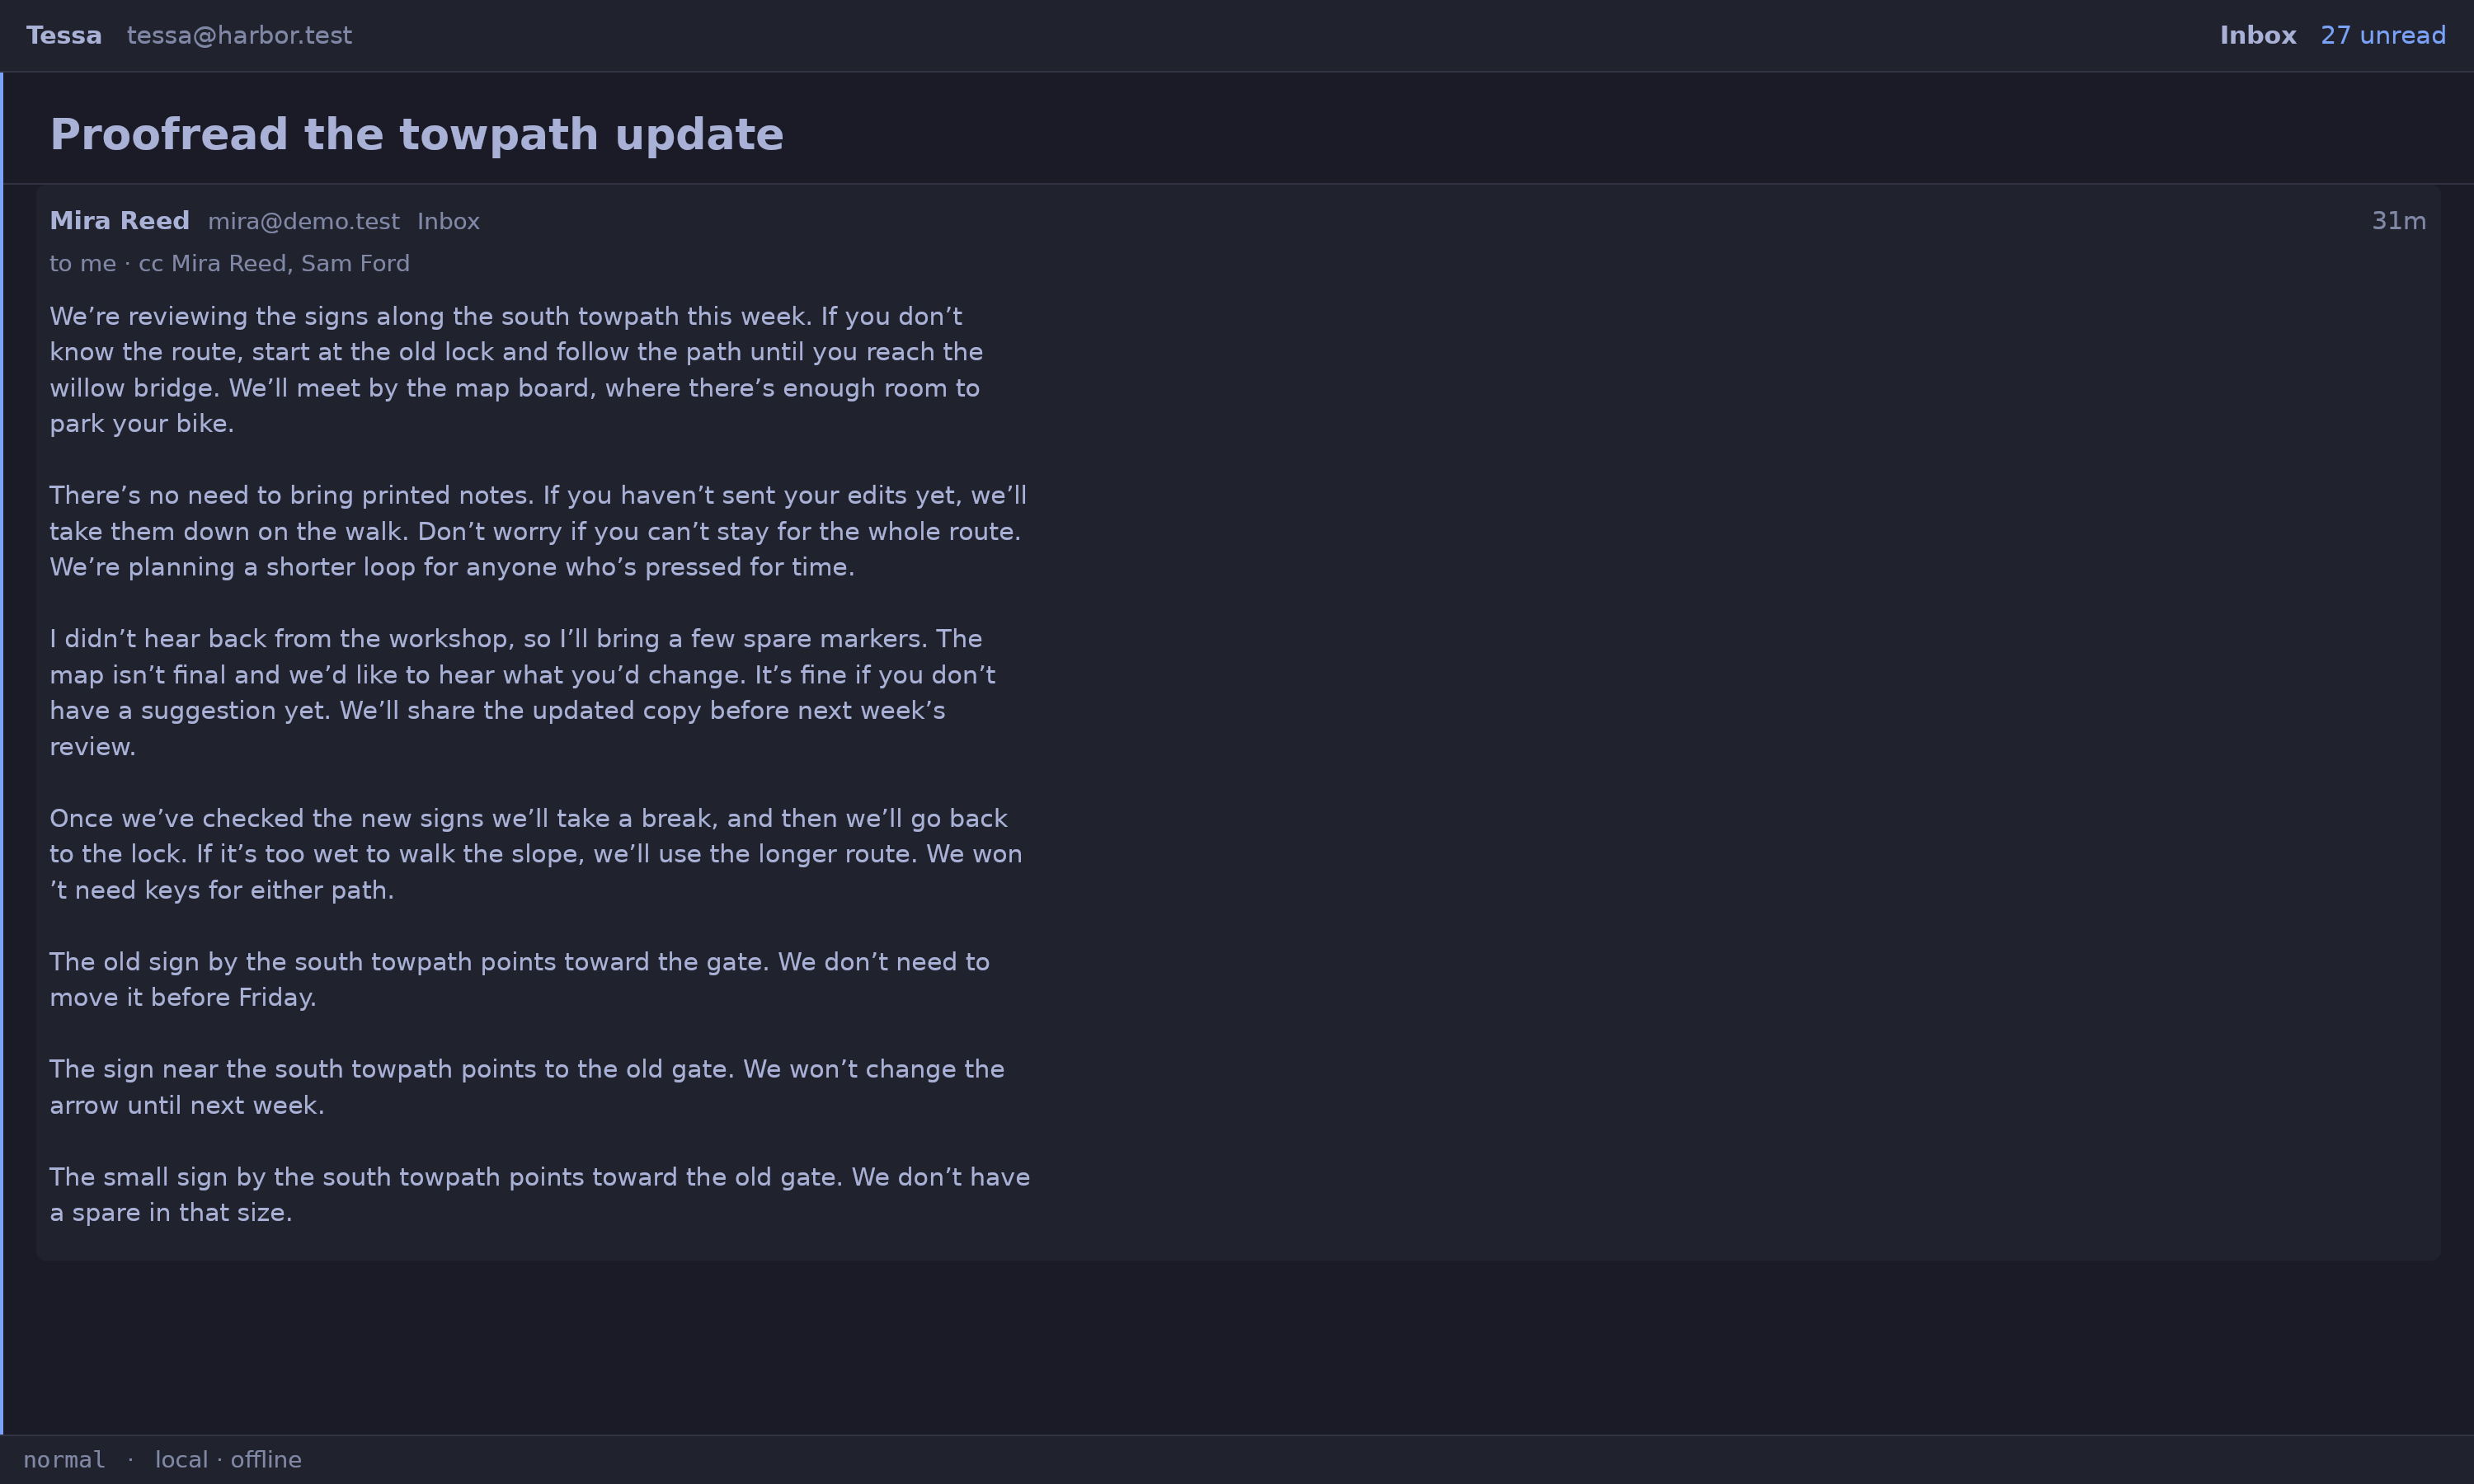 Tessa tessa@harbor.test Inbox 27 unread
Proofread the towpath update
Mira Reed mira@demo.test Inbox 31m
to me · cc Mira Reed, Sam Ford
We’re reviewing the signs along the south towpath this week. If you don’t
know the route, start at the old lock and follow the path until you reach the
willow bridge. We’ll meet by the map board, where there’s enough room to
park your bike.
There’s no need to bring printed notes. If you haven’t sent your edits yet, we’ll
take them down on the walk. Don’t worry if you can’t stay for the whole route.
We’re planning a shorter loop for anyone who’s pressed for time.
I didn’t hear back from the workshop, so I’ll bring a few spare markers. The
map isn’t final and we’d like to hear what you’d change. It’s fine if you don’t
have a suggestion yet. We’ll share the updated copy before next week’s
review.
Once we’ve checked the new signs we’ll take a break, and then we’ll go back
to the lock. If it’s too wet to walk the slope, we’ll use the longer route. We won
’t need keys for either path.
The old sign by the south towpath points toward the gate. We don’t need to
move it before Friday.
The sign near the south towpath points to the old gate. We won’t change the
arrow until next week.
The small sign by the south towpath points toward the old gate. We don’t have
a spare in that size.
normal · local · offline